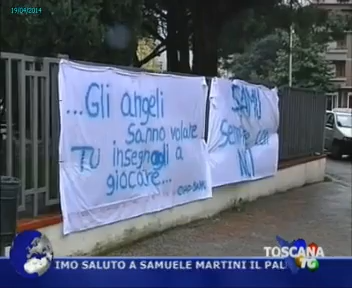 19/04/2014
...Gli angeli
sanno volare
TU insegnagli a
giocare...
SAMU
Sempre con
NOI
TOSCANA
TG
IMO SALUTO A SAMUELE MARTINI IL PAL